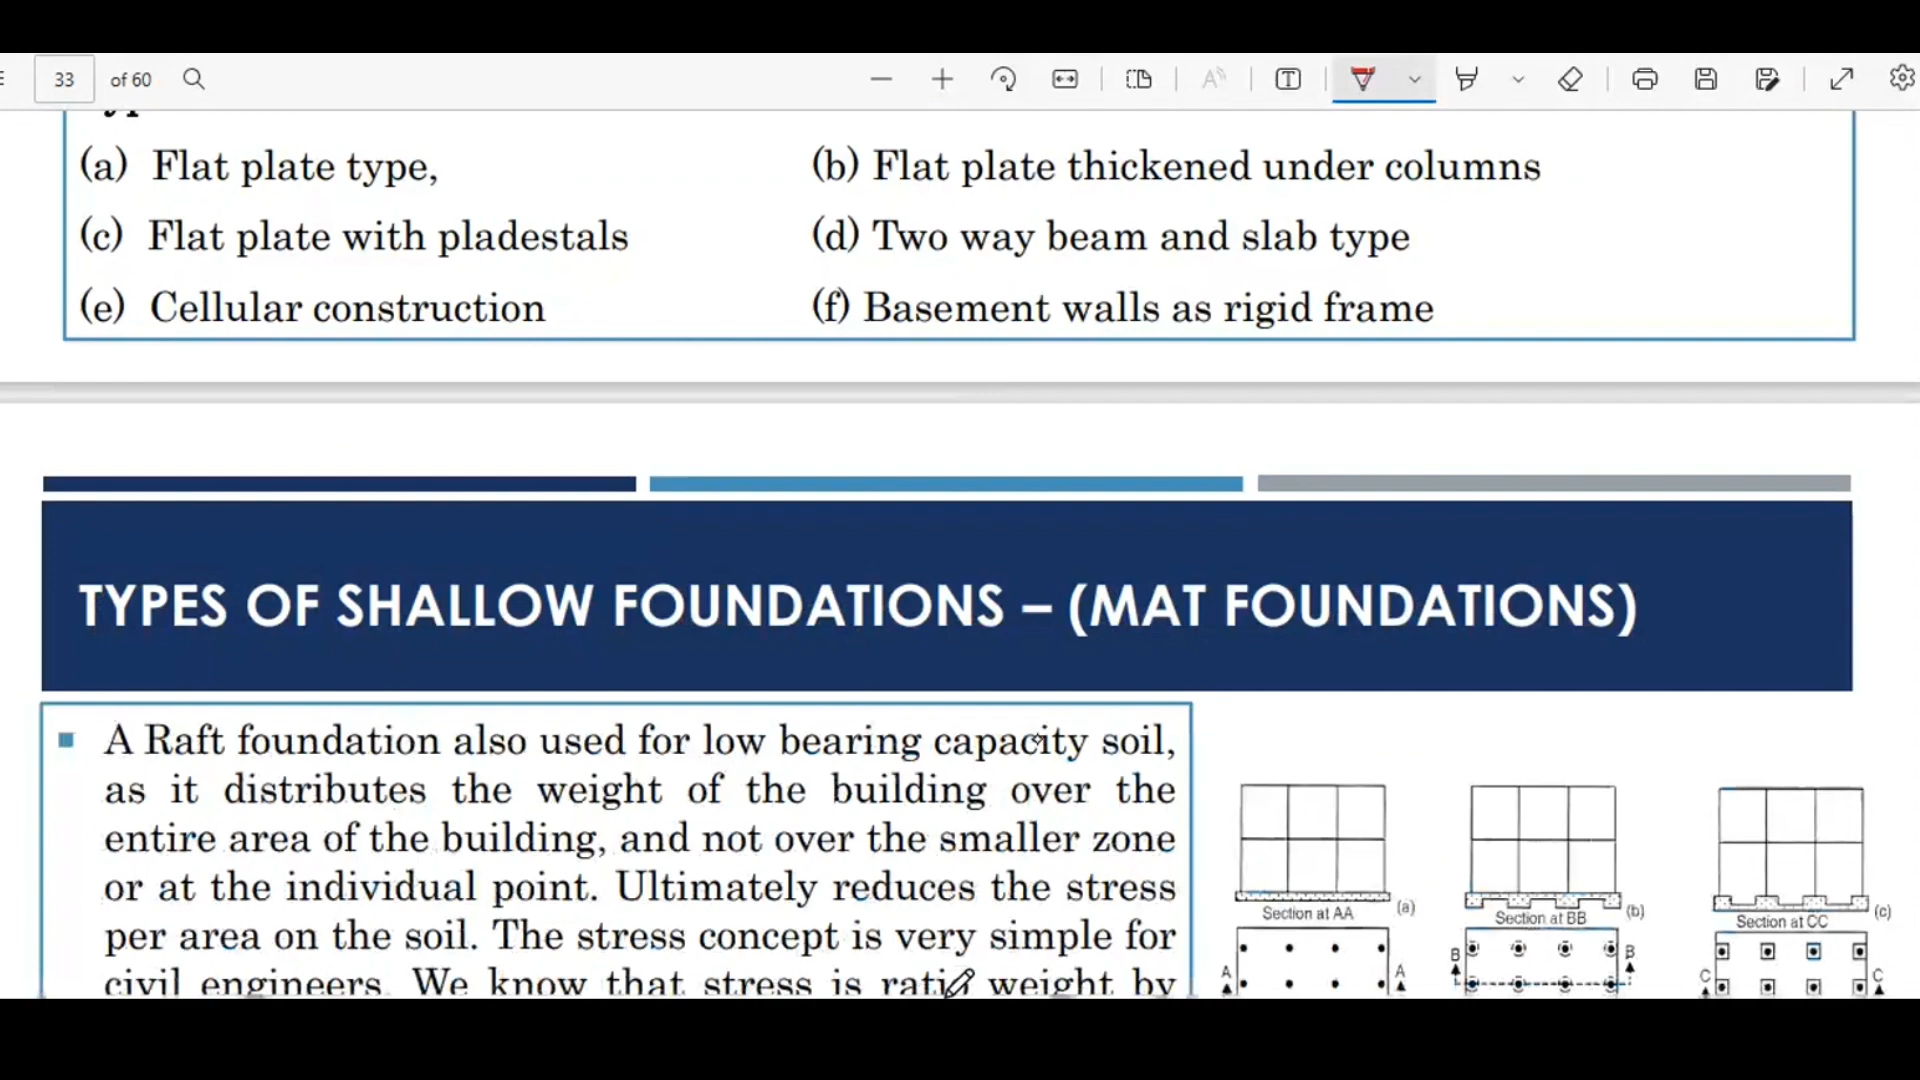 33 of 60
(a) Flat plate type, (b) Flat plate thickened under columns
(c) Flat plate with pladestals (d) Two way beam and slab type
(e) Cellular construction (f) Basement walls as rigid frame
TYPES OF SHALLOW FOUNDATIONS – (MAT FOUNDATIONS)
A Raft foundation also used for low bearing capacity soil,
as it distributes the weight of the building over the
entire area of the building, and not over the smaller zone
or at the individual point. Ultimately reduces the stress
per area on the soil. The stress concept is very simple for
civil engineers. We know that stress is ratio weight by
Section at AA (a)
Section at BB (b)
Section at CC (c)
A A
B B
C C